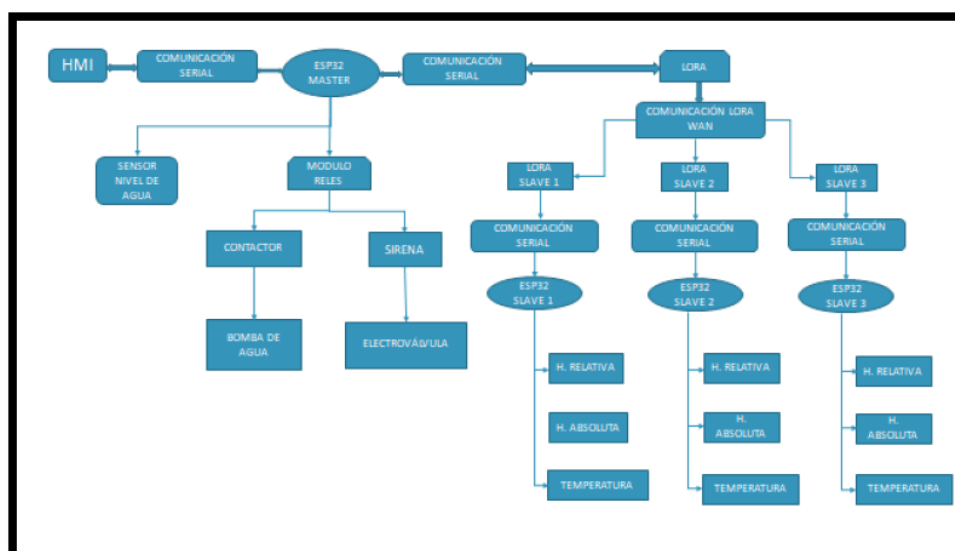 HMI
COMUNICACIÓN
SERIAL
ESP32
MASTER
COMUNICACIÓN
SERIAL
LORA
COMUNICACIÓN LORA
WAN
SENSOR
NIVEL DE
AGUA
MODULO
RELES
LORA
SLAVE 1
LORA
SLAVE 2
LORA
SLAVE 3
CONTACTOR
SIRENA
COMUNICACIÓN
SERIAL
COMUNICACIÓN
SERIAL
COMUNICACIÓN
SERIAL
ESP32
SLAVE 1
ESP32
SLAVE 2
ESP32
SLAVE 3
BOMBA DE
AGUA
ELECTROVÁLVULA
H. RELATIVA
H. RELATIVA
H. RELATIVA
H. ABSOLUTA
H.
ABSOLUTA
H.
ABSOLUTA
TEMPERATURA
TEMPERATURA
TEMPERATURA